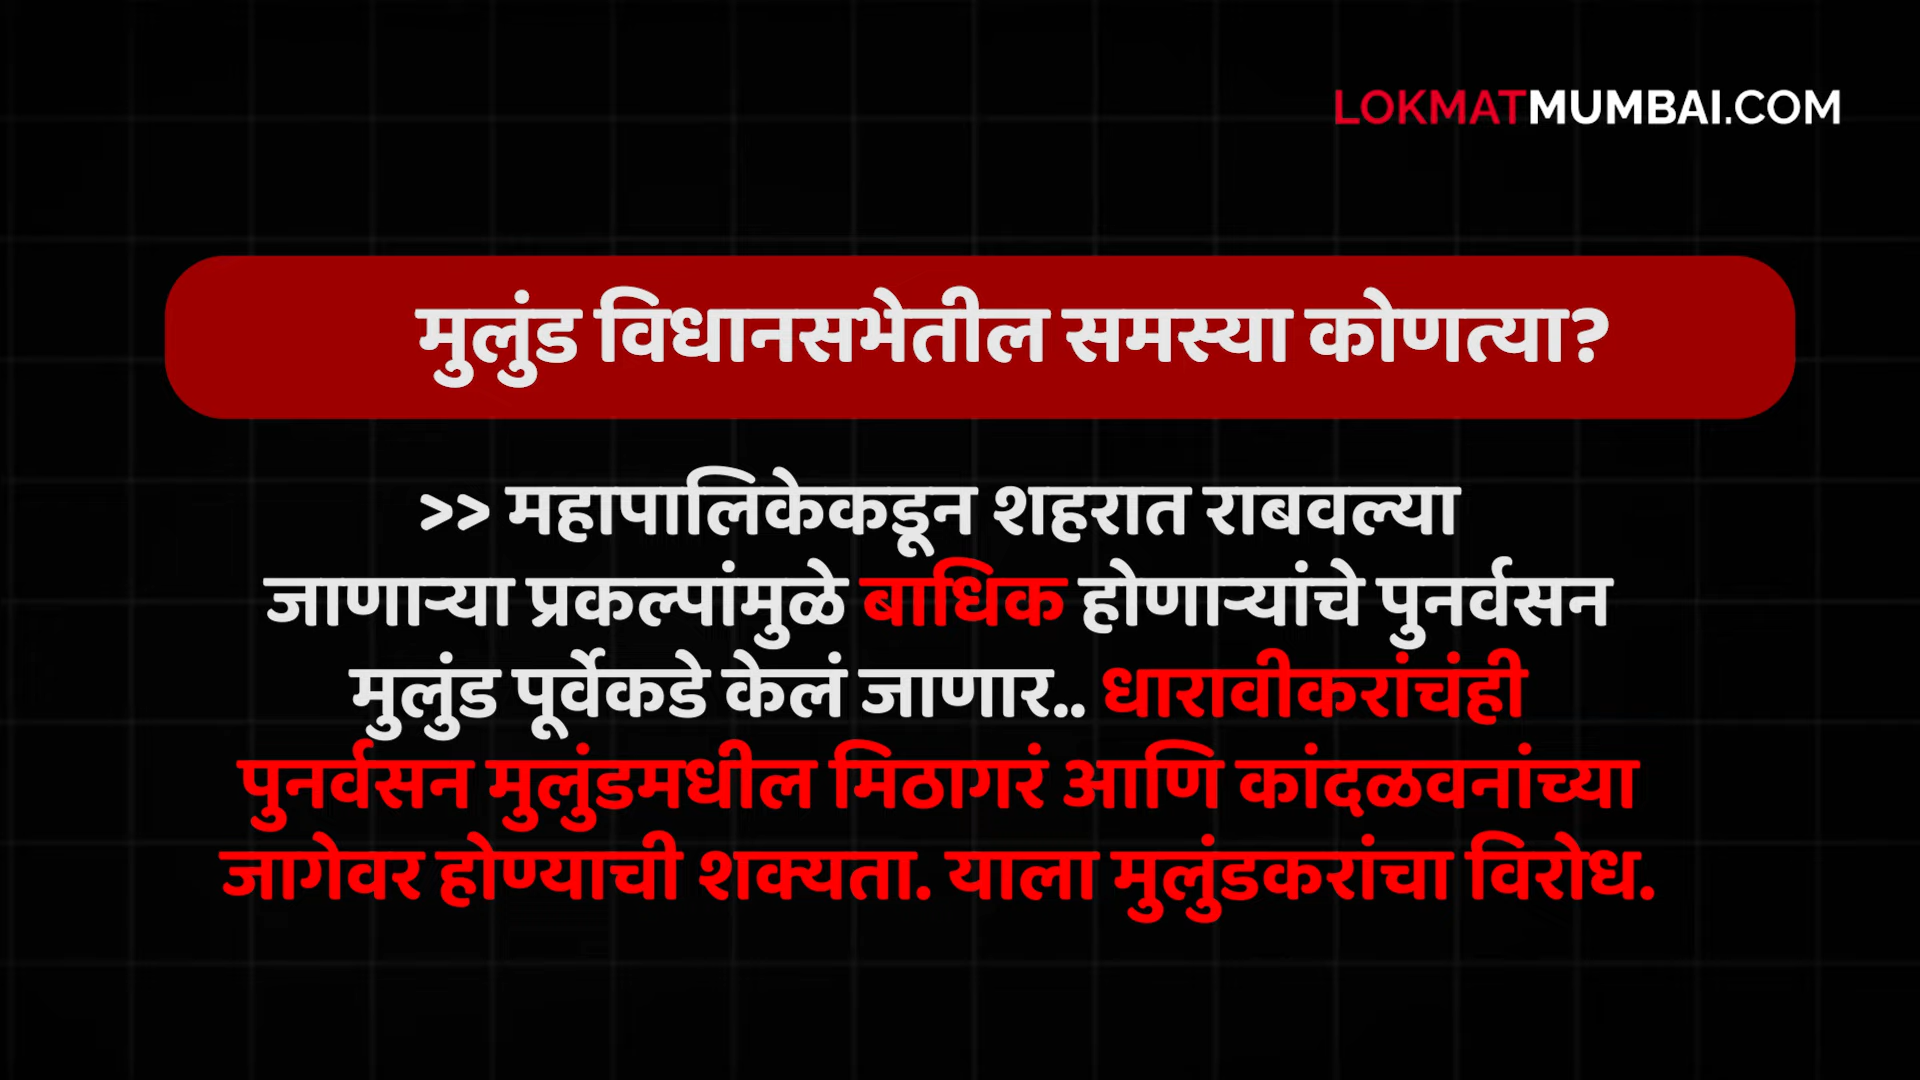 LOKMATMUMBAI.COM
मुलुंड विधानसभेतील समस्या कोणत्या?
>> महापालिकेकडून शहरात राबवल्या
जाणाऱ्या प्रकल्पांमुळे बाधिक होणाऱ्यांचे पुनर्वसन
मुलुंड पूर्वेकडे केलं जाणार.. धारावीकरांचंही
पुनर्वसन मुलुंडमधील मिठागरं आणि कांदळवनांच्या
जागेवर होण्याची शक्यता. याला मुलुंडकरांचा विरोध.